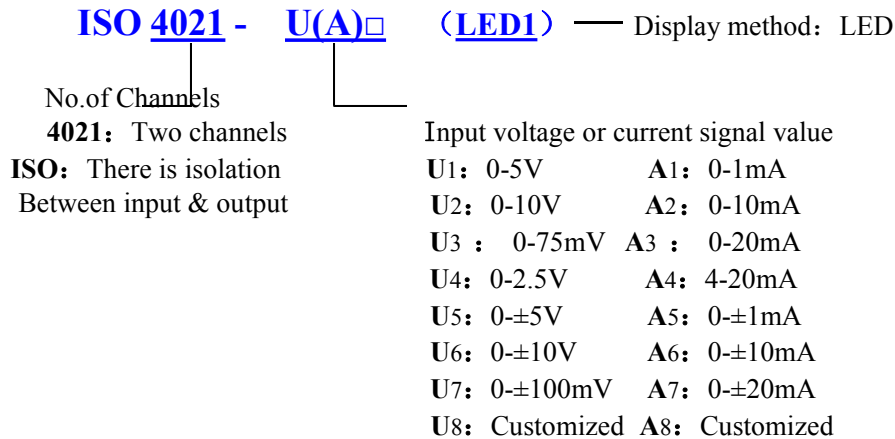 ISO 4021 - U(A)□ （LED1） Display method：LED
No.of Channels
4021：Two channels
ISO：There is isolation
Between input & output
Input voltage or current signal value
U1：0-5V A1：0-1mA
U2：0-10V A2：0-10mA
U3 ： 0-75mV A3 ： 0-20mA
U4：0-2.5V A4：4-20mA
U5：0-±5V A5：0-±1mA
U6：0-±10V A6：0-±10mA
U7：0-±100mV A7：0-±20mA
U8：Customized A8：Customized